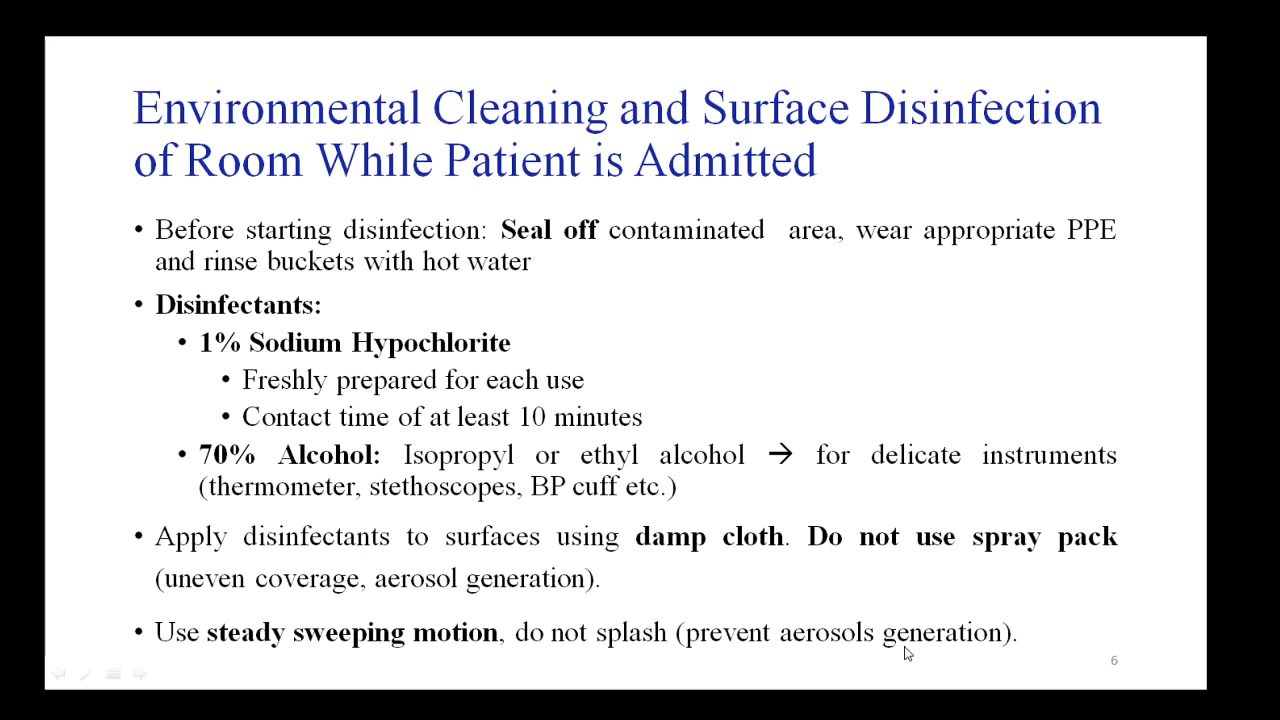 Environmental Cleaning and Surface Disinfection
of Room While Patient is Admitted
• Before starting disinfection: Seal off contaminated area, wear appropriate PPE
and rinse buckets with hot water
• Disinfectants:
• 1% Sodium Hypochlorite
• Freshly prepared for each use
• Contact time of at least 10 minutes
• 70% Alcohol: Isopropyl or ethyl alcohol → for delicate instruments
(thermometer, stethoscopes, BP cuff etc.)
• Apply disinfectants to surfaces using damp cloth. Do not use spray pack
(uneven coverage, aerosol generation).
• Use steady sweeping motion, do not splash (prevent aerosols generation).
6